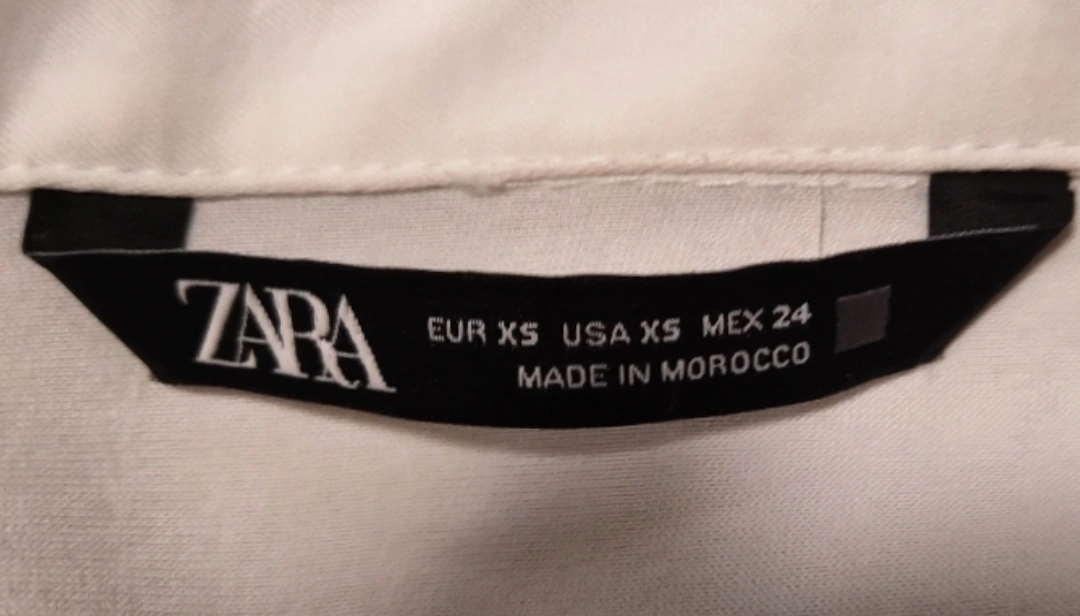 ZARA
EUR XS USA XS MEX 24
MADE IN MOROCCO